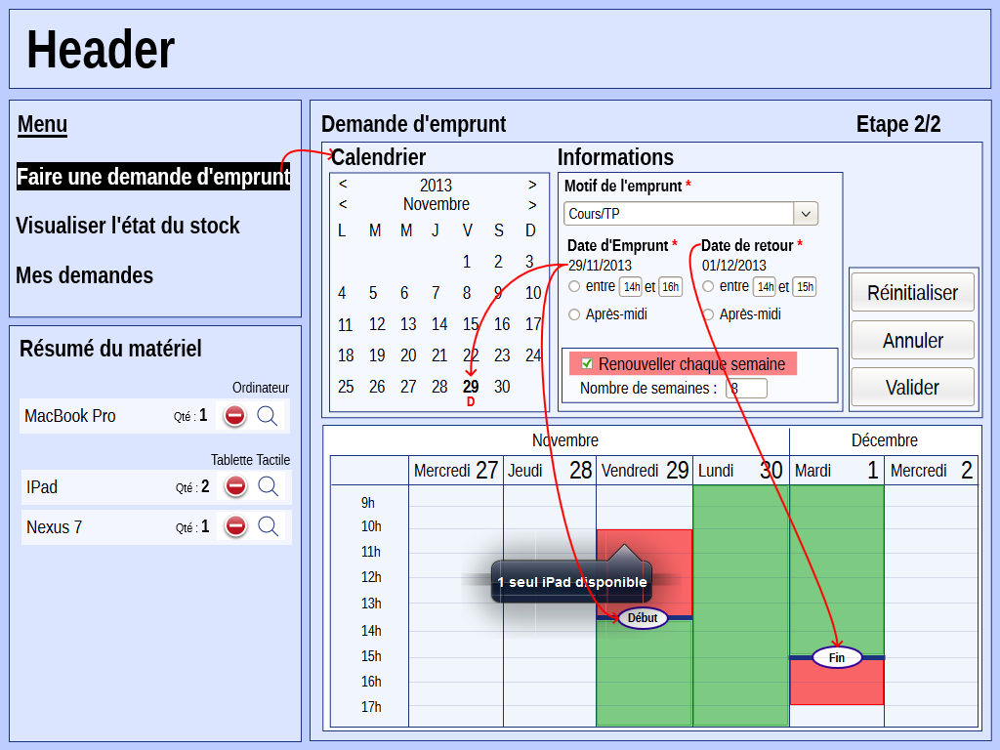 Header
Menu
Faire une demande d'emprunt
Visualiser l'état du stock
Mes demandes
Résumé du matériel
Ordinateur
MacBook Pro Qté : 1
Tablette Tactile
IPad Qté : 2
Nexus 7 Qté : 1
Demande d'emprunt Etape 2/2
Calendrier
< 2013 >
< Novembre >
L M M J V S D
1 2 3
4 5 6 7 8 9 10
11 12 13 14 15 16 17
18 19 20 21 22 23 24
25 26 27 28 29 30
D
Informations
Motif de l'emprunt *
Cours/TP
Date d'Emprunt * Date de retour *
29/11/2013 01/12/2013
entre 14h et 16h entre 14h et 15h
Après-midi Après-midi
Renouveller chaque semaine
Nombre de semaines : 8
Réinitialiser
Annuler
Valider
Novembre Décembre
Mercredi 27 Jeudi 28 Vendredi 29 Lundi 30 Mardi 1 Mercredi 2
9h
10h
11h
12h
1 seul iPad disponible
13h
Début
14h
15h
Fin
16h
17h